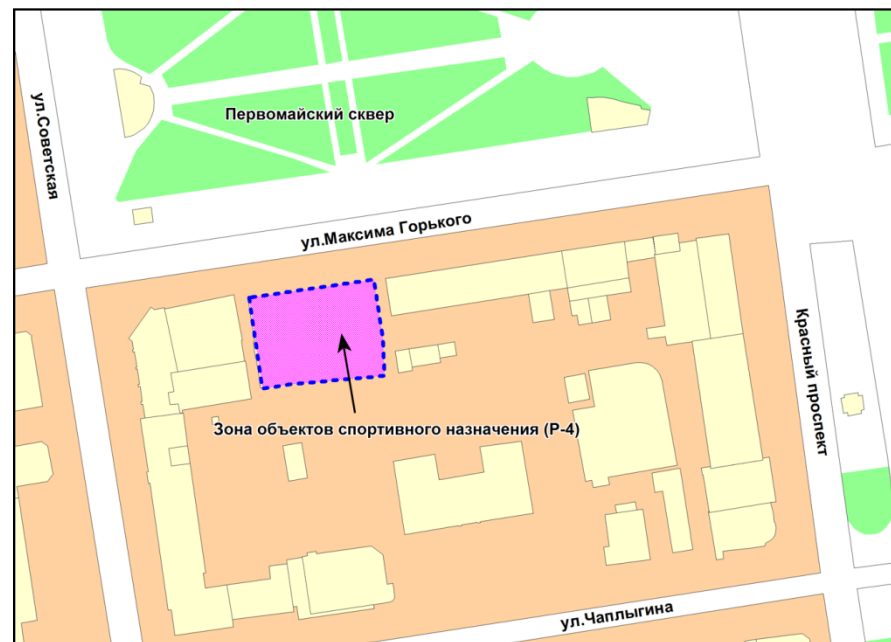 ул.Советская
Первомайский сквер
ул.Максима Горького
Красный проспект
Зона объектов спортивного назначения (Р-4)
ул.Чаплыгина